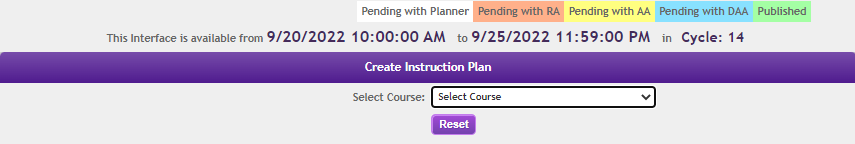 Pending with Planner Pending with RA Pending with AA Pending with DAA Published
This Interface is available from 9/20/2022 10:00:00 AM to 9/25/2022 11:59:00 PM in Cycle: 14
Create Instruction Plan
Select Course: Select Course
Reset